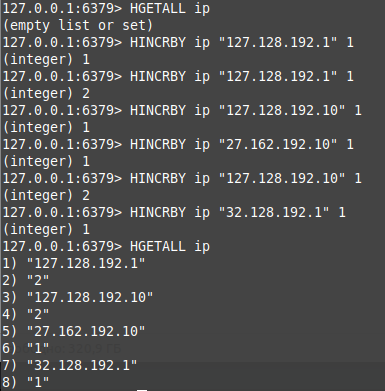 127.0.0.1:6379> HGETALL ip
(empty list or set)
127.0.0.1:6379> HINCRBY ip "127.128.192.1" 1
(integer) 1
127.0.0.1:6379> HINCRBY ip "127.128.192.1" 1
(integer) 2
127.0.0.1:6379> HINCRBY ip "127.128.192.10" 1
(integer) 1
127.0.0.1:6379> HINCRBY ip "27.162.192.10" 1
(integer) 1
127.0.0.1:6379> HINCRBY ip "127.128.192.10" 1
(integer) 2
127.0.0.1:6379> HINCRBY ip "32.128.192.1" 1
(integer) 1
127.0.0.1:6379> HGETALL ip
1) "127.128.192.1"
2) "2"
3) "127.128.192.10"
4) "2"
5) "27.162.192.10"
6) "1"
7) "32.128.192.1"
8) "1"